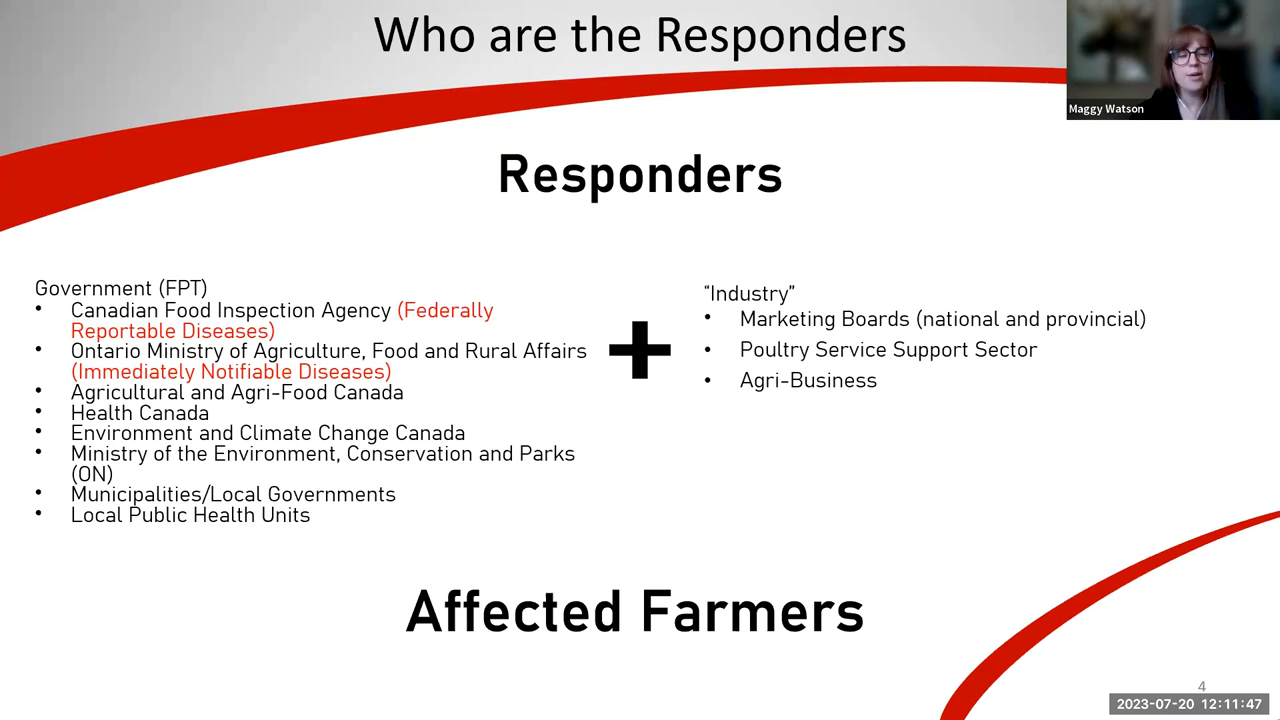 Who are the Responders
Maggy Watson
Responders
Government (FPT)
• Canadian Food Inspection Agency (Federally
Reportable Diseases)
• Ontario Ministry of Agriculture, Food and Rural Affairs
(Immediately Notifiable Diseases)
• Agricultural and Agri-Food Canada
• Health Canada
• Environment and Climate Change Canada
• Ministry of the Environment, Conservation and Parks
(ON)
• Municipalities/Local Governments
• Local Public Health Units
+
“Industry”
• Marketing Boards (national and provincial)
• Poultry Service Support Sector
• Agri-Business
Affected Farmers
4
2023-07-20 12:11:47